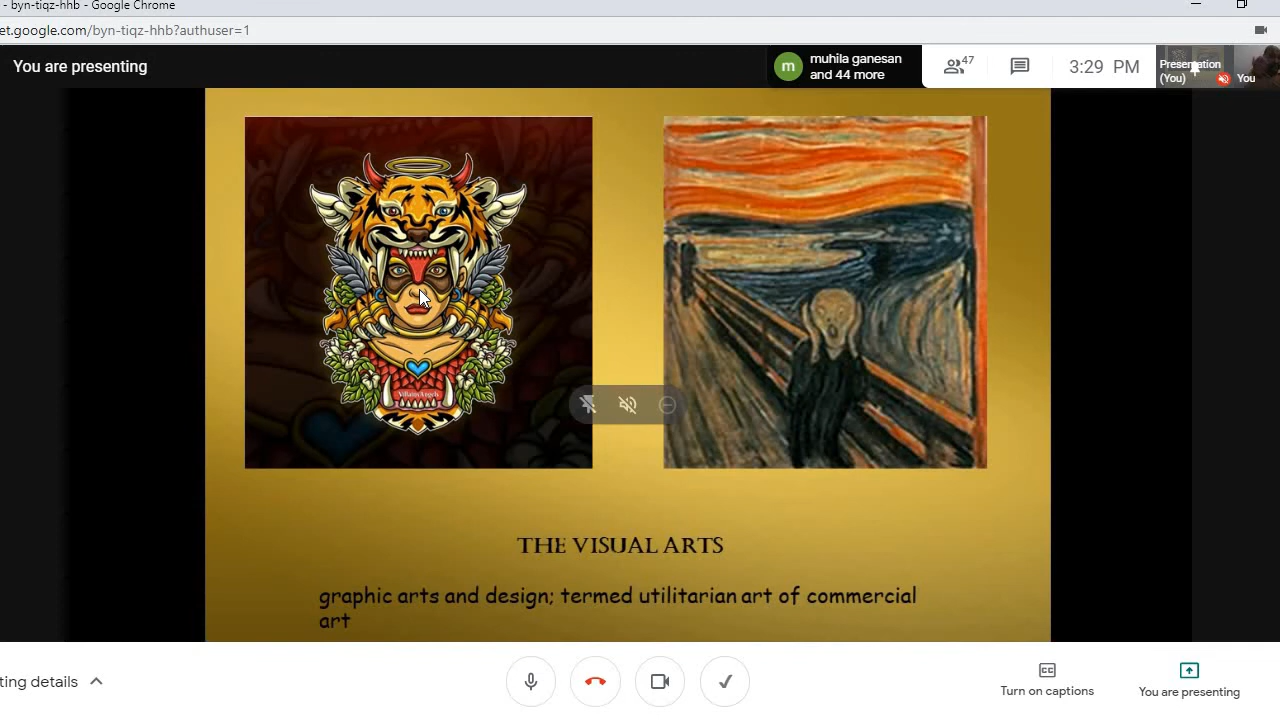 - byn-tiqz-hhb - Google Chrome
et.google.com/byn-tiqz-hhb?authuser=1
You are presenting
m
muhila ganesan
and 44 more
47
3:29 PM
Presentation
(You)
You
THE VISUAL ARTS
graphic arts and design; termed utilitarian art of commercial
art
ting details
CC
Turn on captions
You are presenting